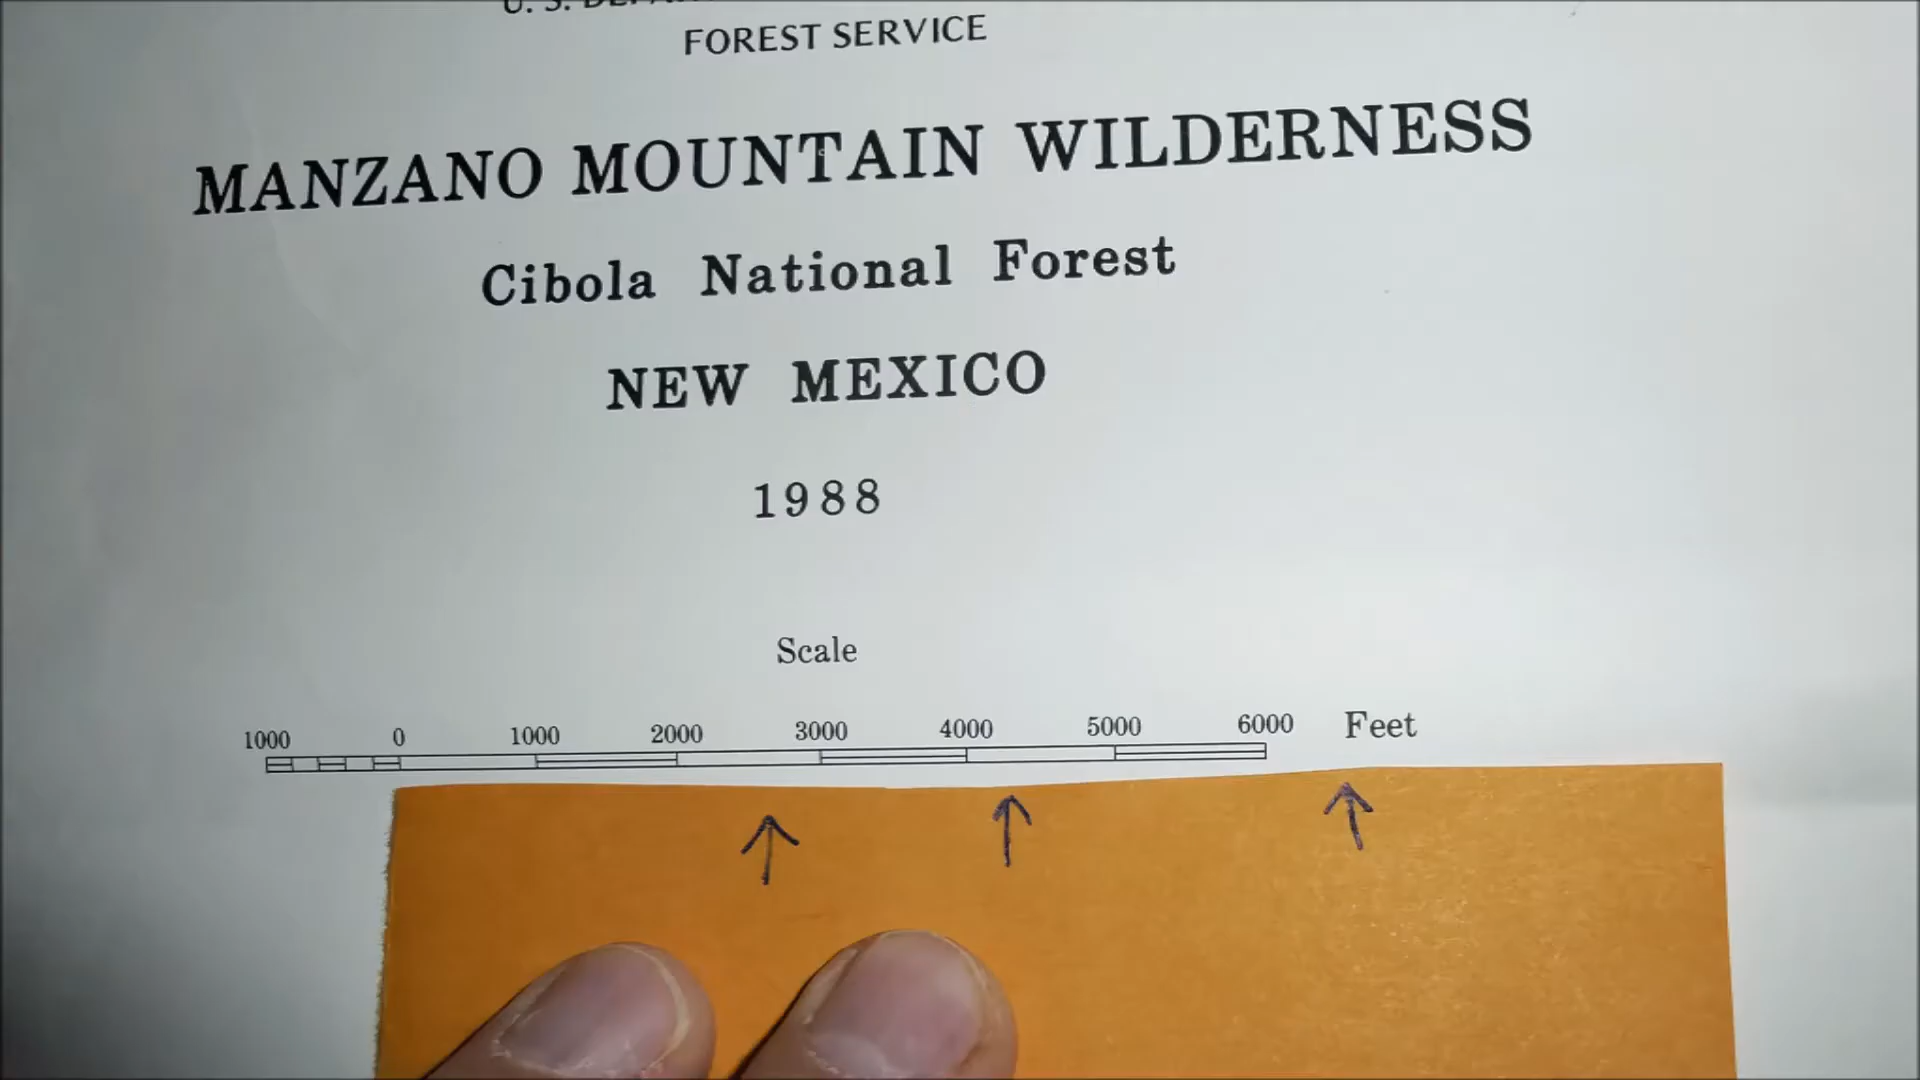 U. S.
FOREST SERVICE
MANZANO MOUNTAIN WILDERNESS
Cibola National Forest
NEW MEXICO
1988
Scale
1000 0 1000 2000 3000 4000 5000 6000 Feet